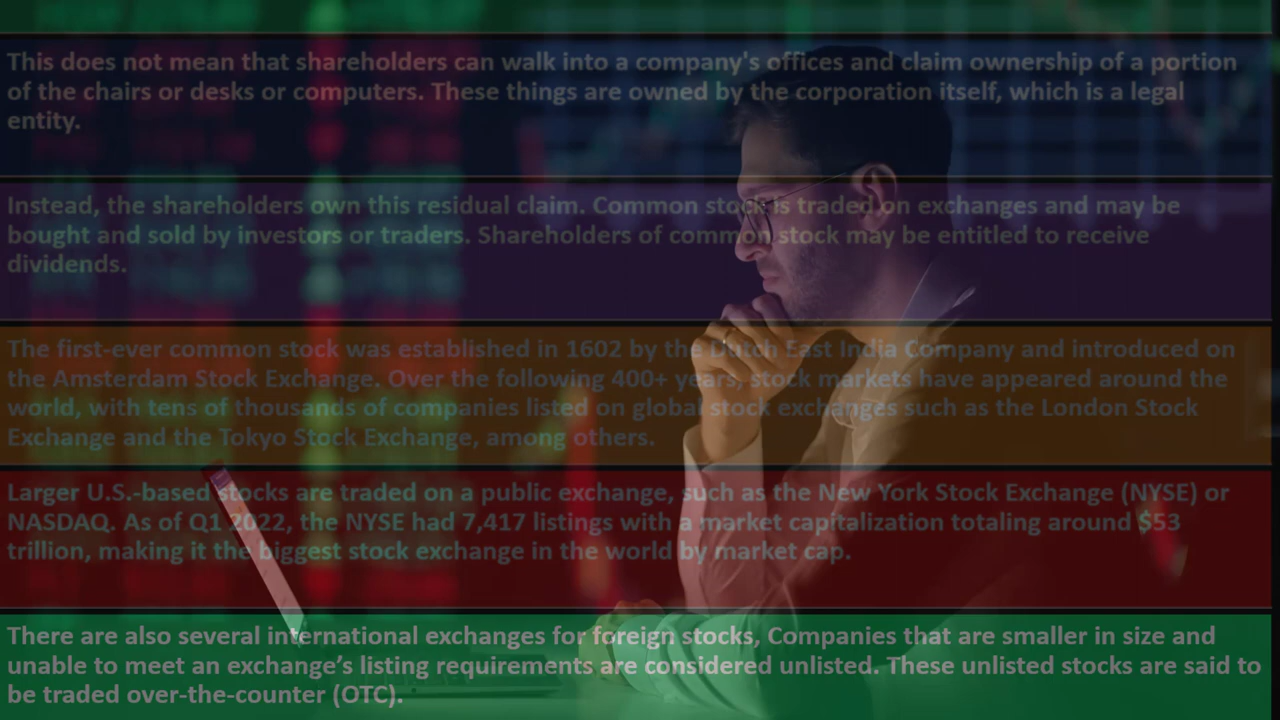 This does not mean that shareholders can walk into a company's offices and claim ownership of a portion
of the chairs or desks or computers. These things are owned by the corporation itself, which is a legal
entity.
Instead, the shareholders own this residual claim. Common stock is traded on exchanges and may be
bought and sold by investors or traders. Shareholders of common stock may be entitled to receive
dividends.
The first-ever common stock was established in 1602 by the Dutch East India Company and introduced on
the Amsterdam Stock Exchange. Over the following 400+ years, stock markets have appeared around the
world, with tens of thousands of companies listed on global stock exchanges such as the London Stock
Exchange and the Tokyo Stock Exchange, among others.
Larger U.S.-based stocks are traded on a public exchange, such as the New York Stock Exchange (NYSE) or
NASDAQ. As of Q1 2022, the NYSE had 7,417 listings with a market capitalization totaling around $53
trillion, making it the biggest stock exchange in the world by market cap.
There are also several international exchanges for foreign stocks, Companies that are smaller in size and
unable to meet an exchange’s listing requirements are considered unlisted. These unlisted stocks are said to
be traded over-the-counter (OTC).